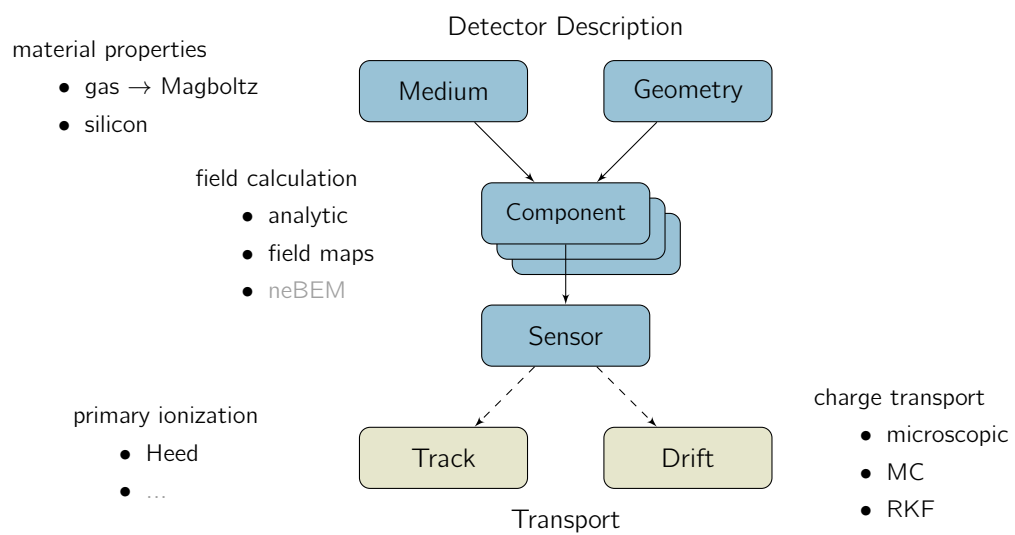 Detector Description
material properties
• gas → Magboltz
• silicon
Medium
Geometry
field calculation
• analytic
• field maps
• neBEM
Component
Sensor
primary ionization
• Heed
• ...
Track
Drift
charge transport
• microscopic
• MC
• RKF
Transport